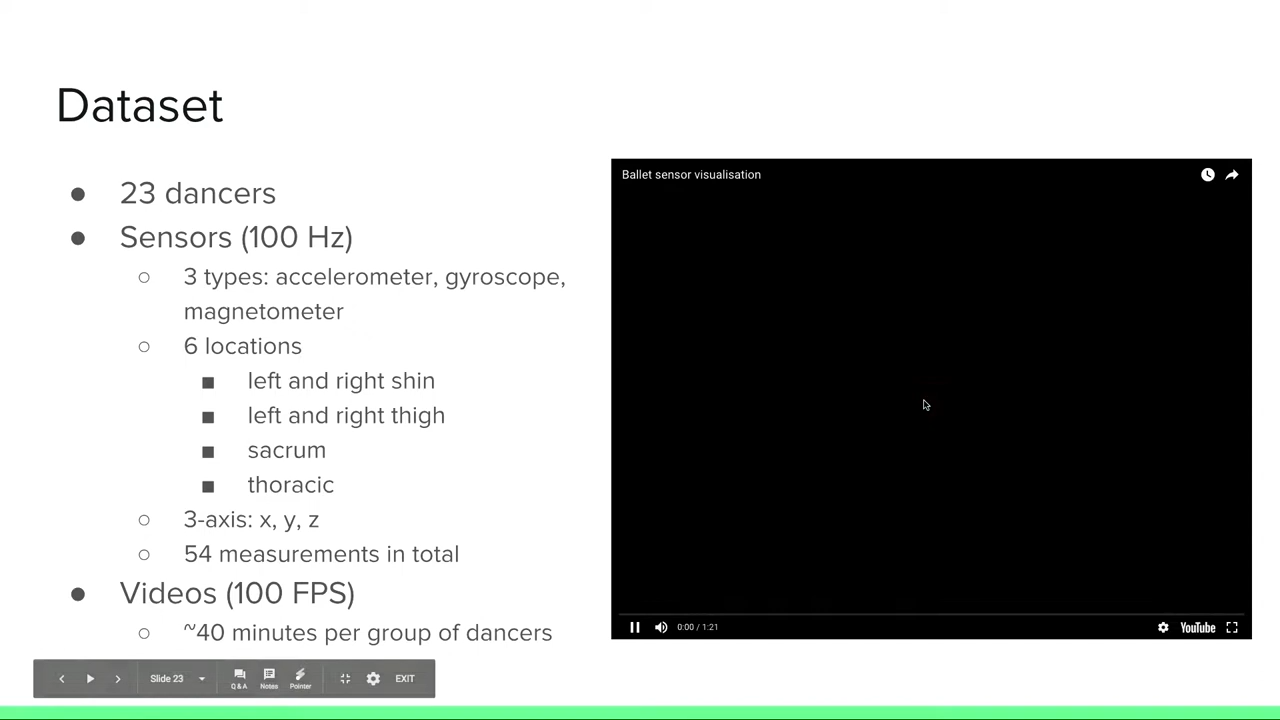 Dataset
● 23 dancers
● Sensors (100 Hz)
○ 3 types: accelerometer, gyroscope,
magnetometer
○ 6 locations
■ left and right shin
■ left and right thigh
■ sacrum
■ thoracic
○ 3-axis: x, y, z
○ 54 measurements in total
● Videos (100 FPS)
○ ~40 minutes per group of dancers
Ballet sensor visualisation
0:00 / 1:21
YouTube
Slide 23
Q & A
Notes
Pointer
EXIT